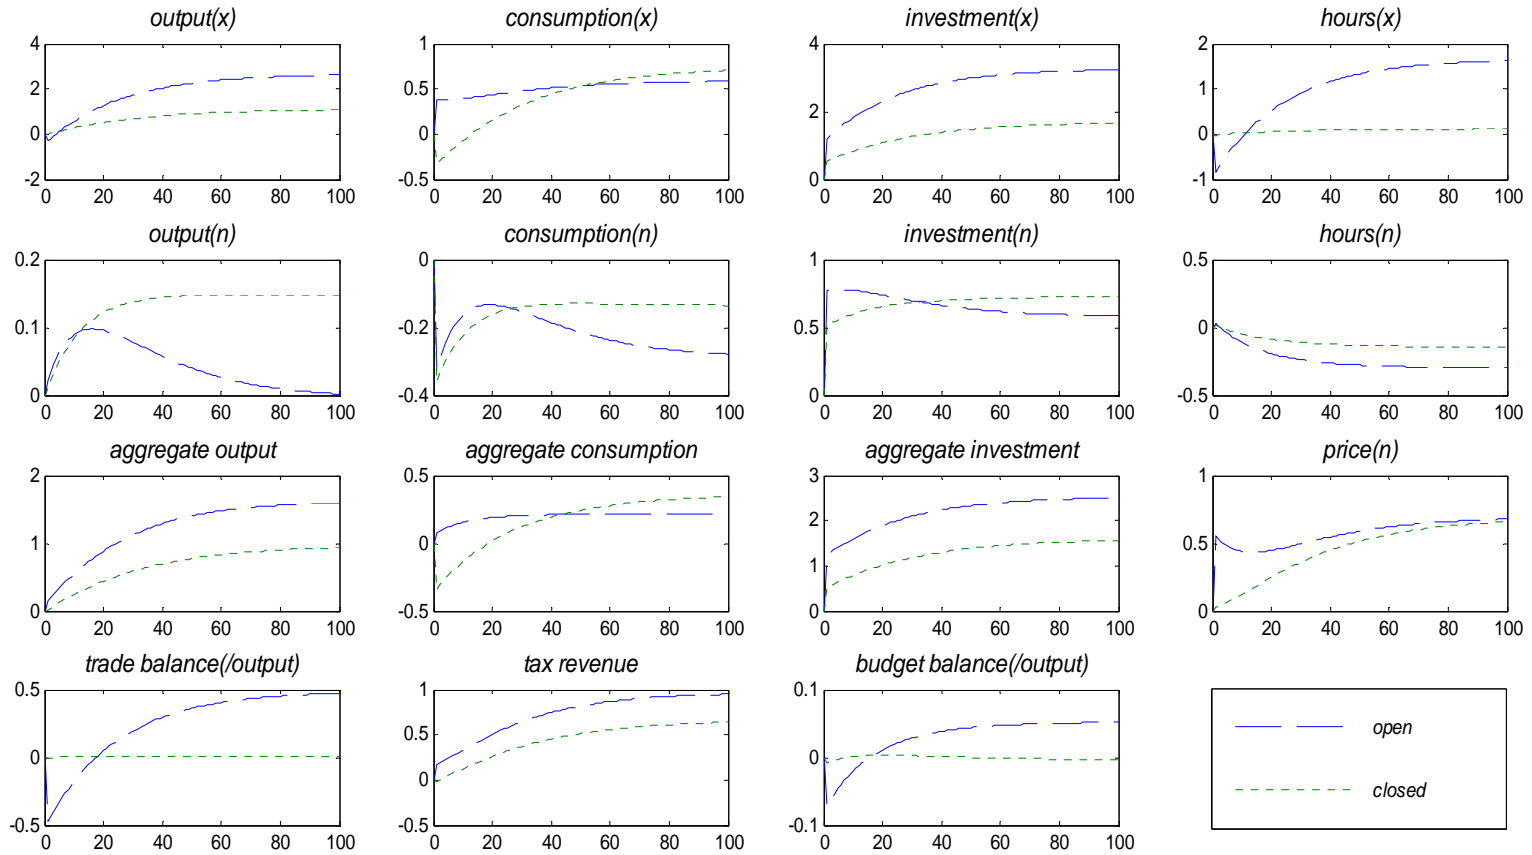 output(x)
consumption(x)
investment(x)
hours(x)
4
2
0
-2
0 20 40 60 80 100
1
0.5
0
-0.5
0 20 40 60 80 100
4
2
0
0 20 40 60 80 100
2
1
0
-1
0 20 40 60 80 100
output(n)
consumption(n)
investment(n)
hours(n)
0.2
0.1
0
0 20 40 60 80 100
0
-0.2
-0.4
0 20 40 60 80 100
1
0.5
0
0 20 40 60 80 100
0.5
0
-0.5
0 20 40 60 80 100
aggregate output
aggregate consumption
aggregate investment
price(n)
2
1
0
0 20 40 60 80 100
0.5
0
-0.5
0 20 40 60 80 100
3
2
1
0
0 20 40 60 80 100
1
0.5
0
0 20 40 60 80 100
trade balance(/output)
tax revenue
budget balance(/output)
0.5
0
-0.5
0 20 40 60 80 100
1
0.5
0
-0.5
0 20 40 60 80 100
0.1
0
-0.1
0 20 40 60 80 100
open
closed